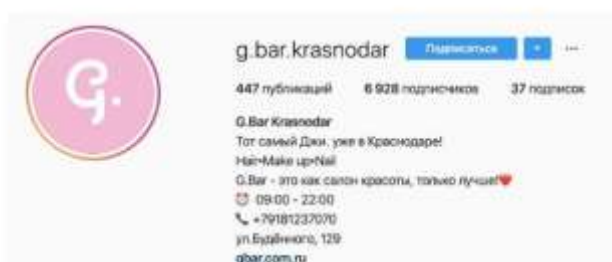 G.
g.bar.krasnodar Подписаться
447 публикаций 6 928 подписчиков 37 подписок
G.Bar Krasnodar
Тот самый Джи. уже в Краснодаре!
Hair•Make up•Nail
G.Bar - это как салон красоты, только лучше!❤️
⏰ 09:00 - 22:00
📞 +79181237070
ул.Будённого, 129
gbar.com.ru